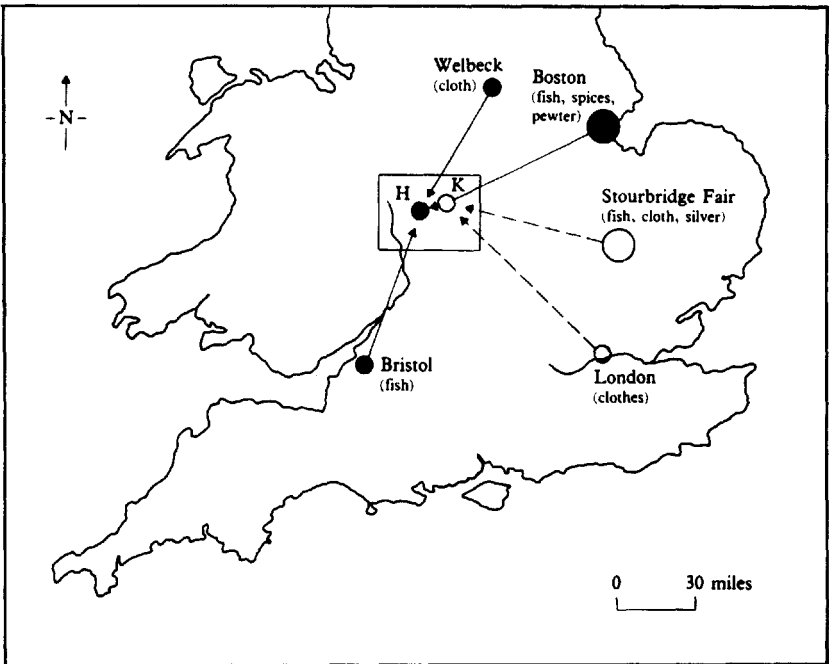 Welbeck
(cloth)
Boston
(fish, spices,
pewter)
-N-
H
K
Stourbridge Fair
(fish, cloth, silver)
Bristol
(fish)
London
(clothes)
0 30 miles